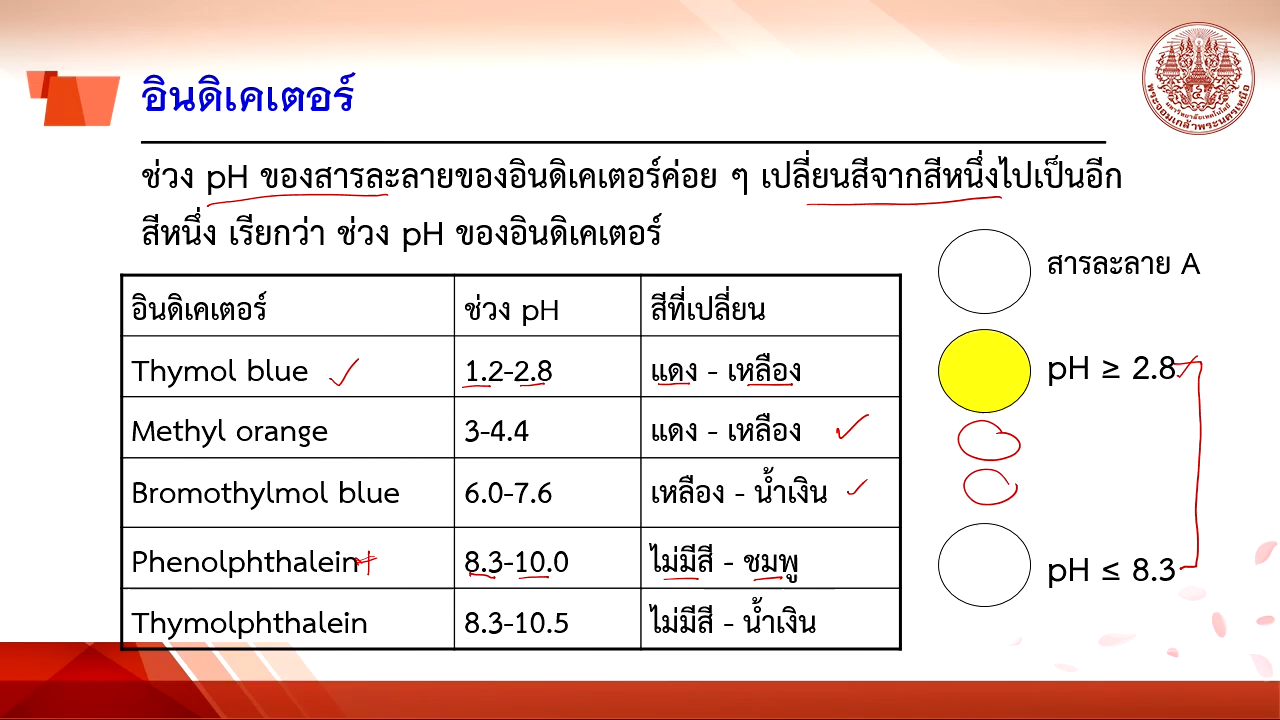 อินดิเคเตอร์
ช่วง pH ของสารละลายของอินดิเคเตอร์ค่อย ๆ เปลี่ยนสีจากสีหนึ่งไปเป็นอีก
สีหนึ่ง เรียกว่า ช่วง pH ของอินดิเคเตอร์
อินดิเคเตอร์ ช่วง pH สีที่เปลี่ยน
Thymol blue 1.2-2.8 แดง - เหลือง
Methyl orange 3-4.4 แดง - เหลือง
Bromothylmol blue 6.0-7.6 เหลือง - น้ำเงิน
Phenolphthalein 8.3-10.0 ไม่มีสี - ชมพู
Thymolphthalein 8.3-10.5 ไม่มีสี - น้ำเงิน
สารละลาย A
pH ≥ 2.8
pH ≤ 8.3